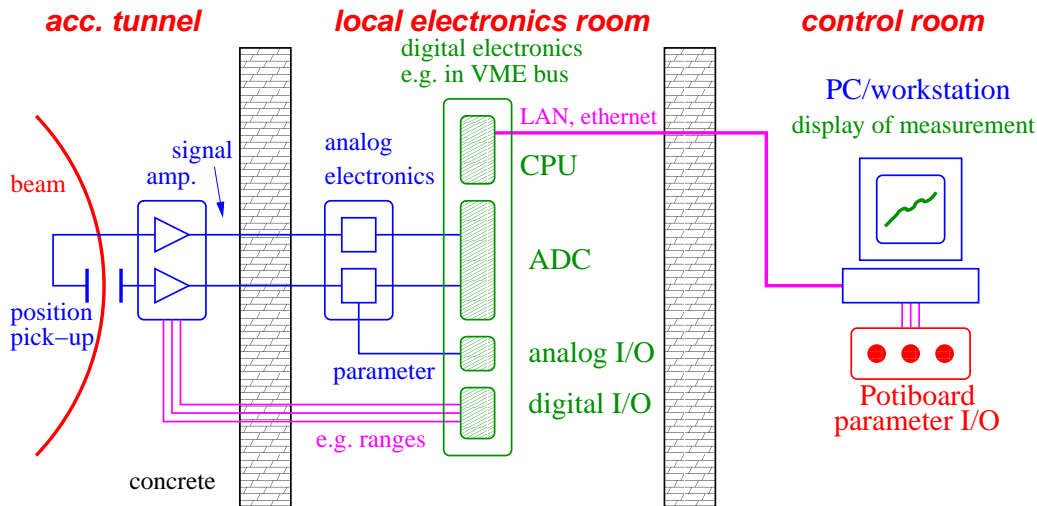 acc. tunnel
local electronics room
control room
digital electronics
e.g. in VME bus
PC/workstation
display of measurement
LAN, ethernet
signal
amp.
analog
electronics
beam
CPU
ADC
position
pick−up
analog I/O
parameter
digital I/O
e.g. ranges
Potiboard
parameter I/O
concrete